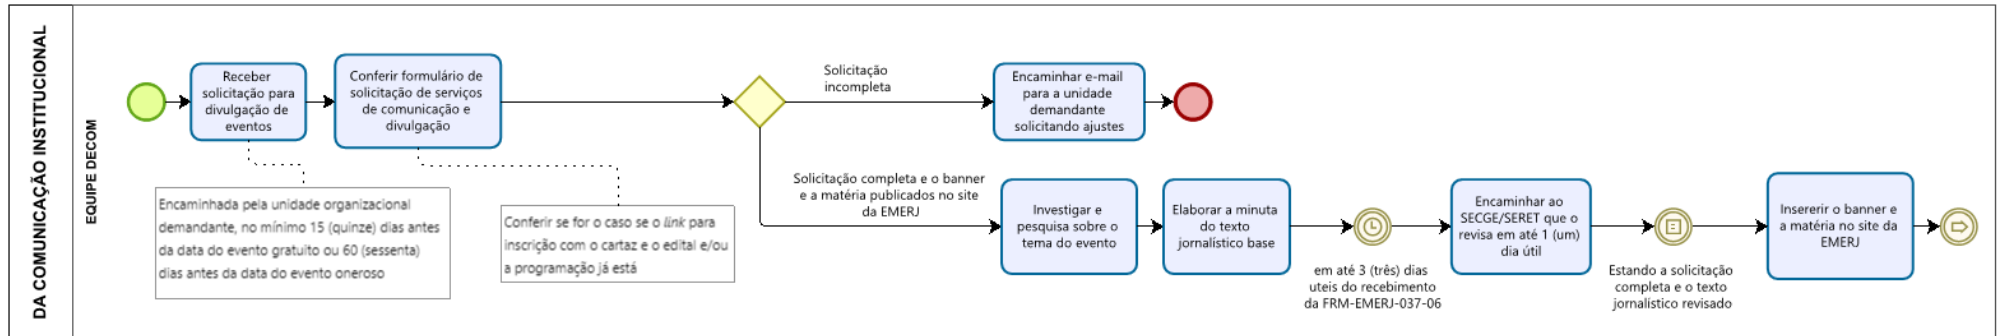 DA COMUNICAÇÃO INSTITUCIONAL
EQUIPE DECOM
Receber
solicitação para
divulgação de
eventos
Conferir formulário de
solicitação de serviços
de comunicação e
divulgação
Solicitação
incompleta
Encaminhar e-mail
para a unidade
demandante
solicitando ajustes
Encaminhada pela unidade organizacional
demandante, no mínimo 15 (quinze) dias antes
da data do evento gratuito ou 60 (sessenta)
dias antes da data do evento oneroso
Conferir se for o caso se o link para
inscrição com o cartaz e o edital e/ou
a programação já está
Solicitação completa e o banner
e a matéria publicados no site
da EMERJ
Investigar e
pesquisa sobre o
tema do evento
Elaborar a minuta
do texto
jornalístico base
em até 3 (três) dias
uteis do recebimento
da FRM-EMERJ-037-06
Encaminhar ao
SECGE/SERET que o
revisa em até 1 (um)
dia útil
Estando a solicitação
completa e o texto
jornalístico revisado
Insererir o banner e
a matéria no site da
EMERJ